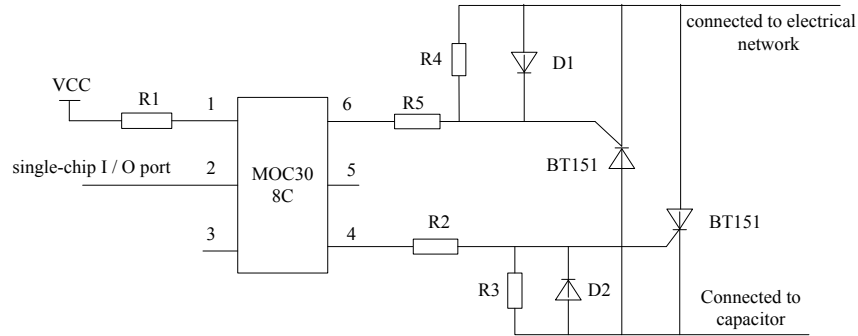 connected to electrical
network
R4
D1
VCC
R1
1
6
R5
single-chip I / O port
2
MOC30
8C
5
BT151
3
4
R2
BT151
R3
D2
Connected to
capacitor